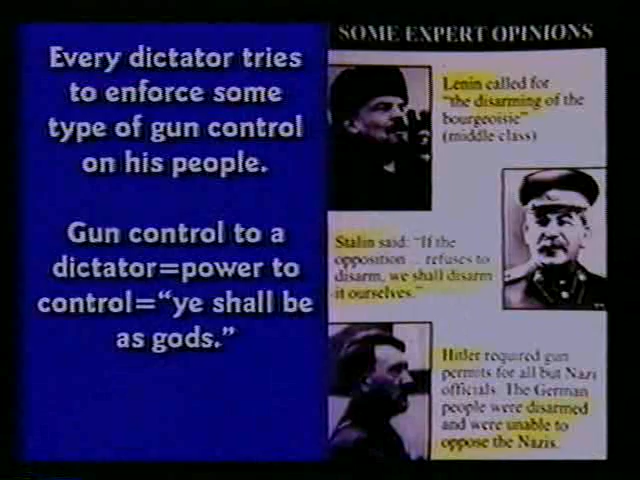 Every dictator tries
to enforce some
type of gun control
on his people.
Gun control to a
dictator=power to
control="ye shall be
as gods."
SOME EXPERT OPINIONS
Lenin called for
"the disarming of the
bourgeoisie"
(middle class)
Stalin said: "If the
opposition . . refuses to
disarm, we shall disarm
it ourselves."
Hitler required gun
permits for all but Nazi
officials. The German
people were disarmed
and were unable to
oppose the Nazis.